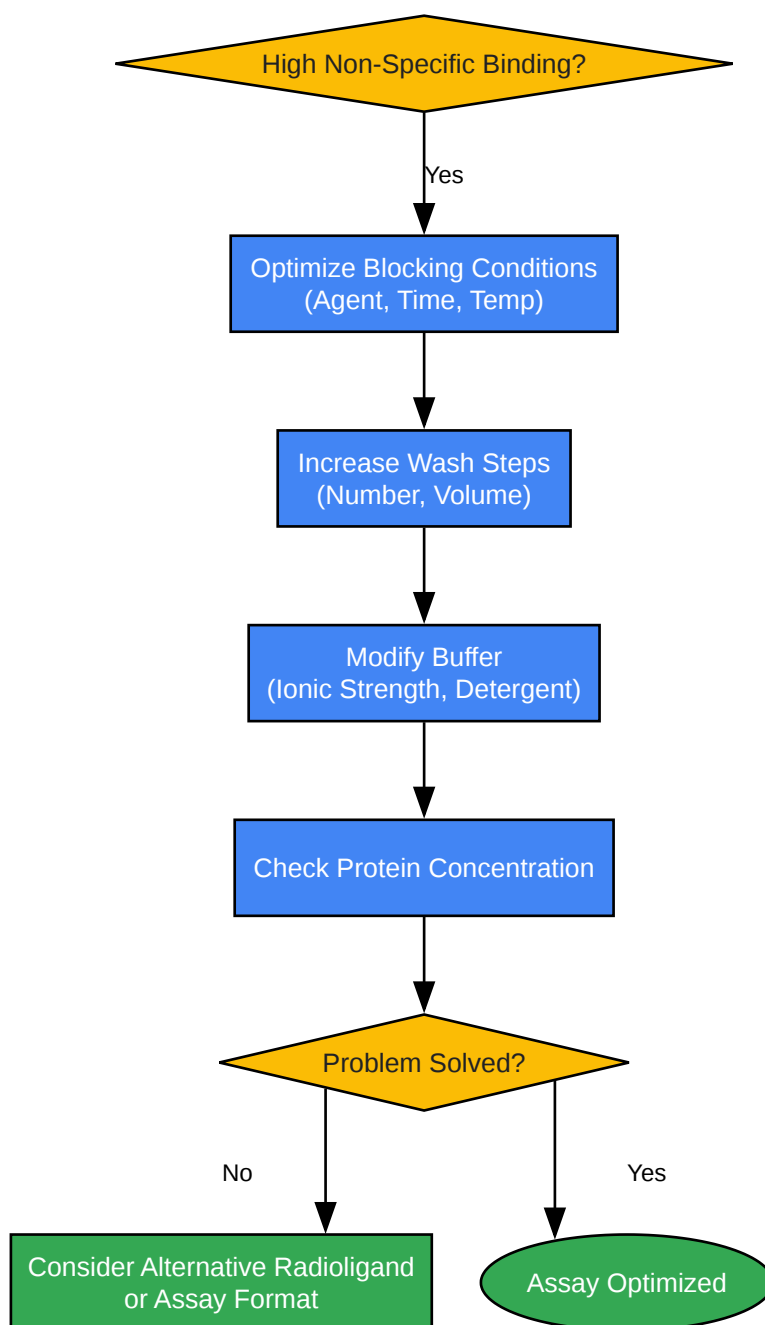 High Non-Specific Binding?
Yes
Optimize Blocking Conditions
(Agent, Time, Temp)
Increase Wash Steps
(Number, Volume)
Modify Buffer
(Ionic Strength, Detergent)
Check Protein Concentration
Problem Solved?
No
Yes
Consider Alternative Radioligand
or Assay Format
Assay Optimized